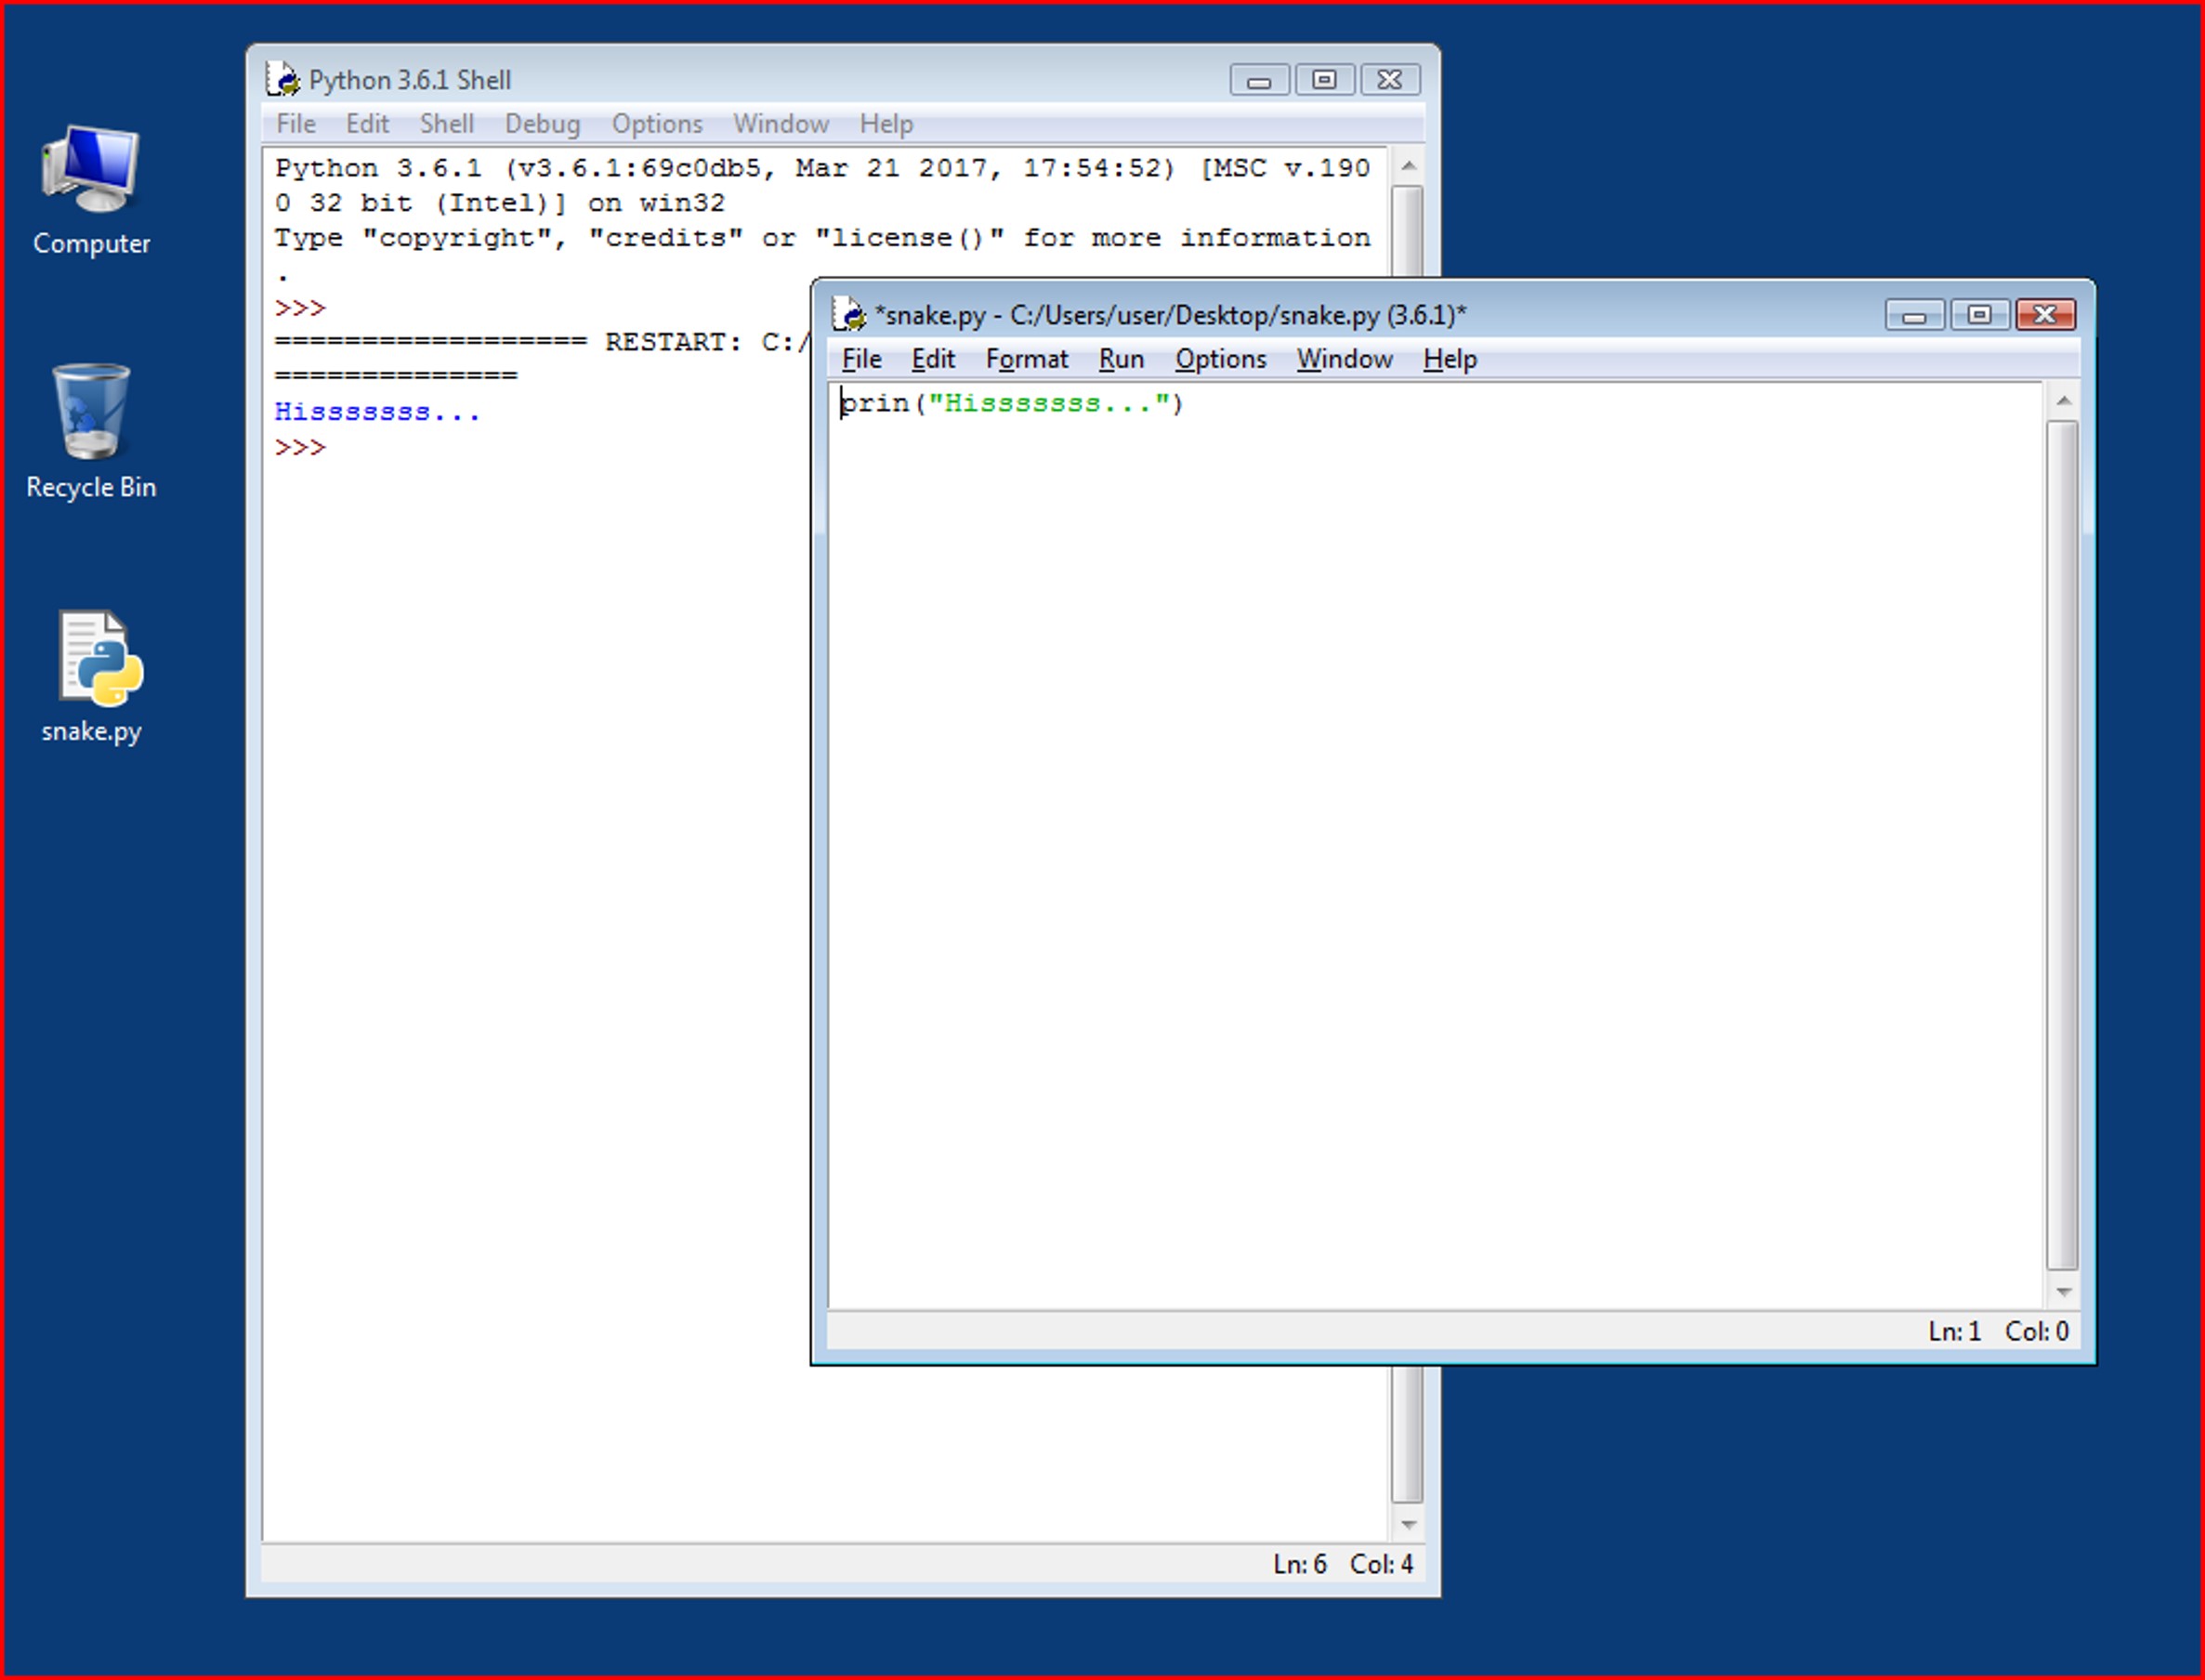 Computer
Recycle Bin
snake.py
Python 3.6.1 Shell
File Edit Shell Debug Options Window Help
Python 3.6.1 (v3.6.1:69c0db5, Mar 21 2017, 17:54:52) [MSC v.190
0 32 bit (Intel)] on win32
Type "copyright", "credits" or "license()" for more information
.
>>>
================== RESTART: C:/
==============
Hisssssss...
>>>
Ln: 6 Col: 4
*snake.py - C:/Users/user/Desktop/snake.py (3.6.1)*
File Edit Format Run Options Window Help
prin("Hisssssss...")
Ln: 1 Col: 0